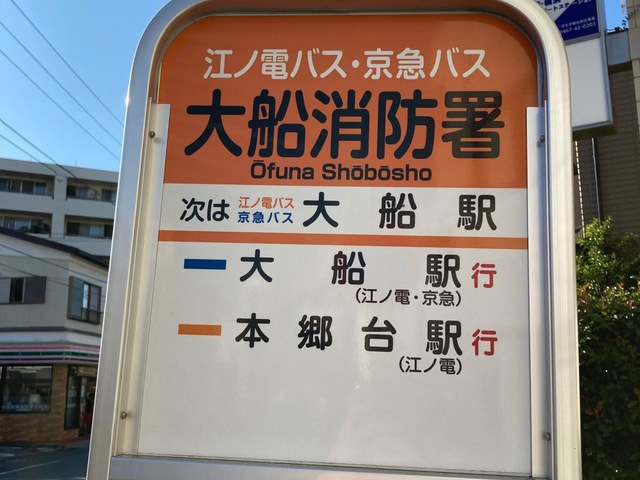 江ノ電バス・京急バス
大船消防署
Ōfuna Shōbōsho
次は 江ノ電バス 京急バス 大船駅
大船駅行
(江ノ電・京急)
本郷台駅行
(江ノ電)